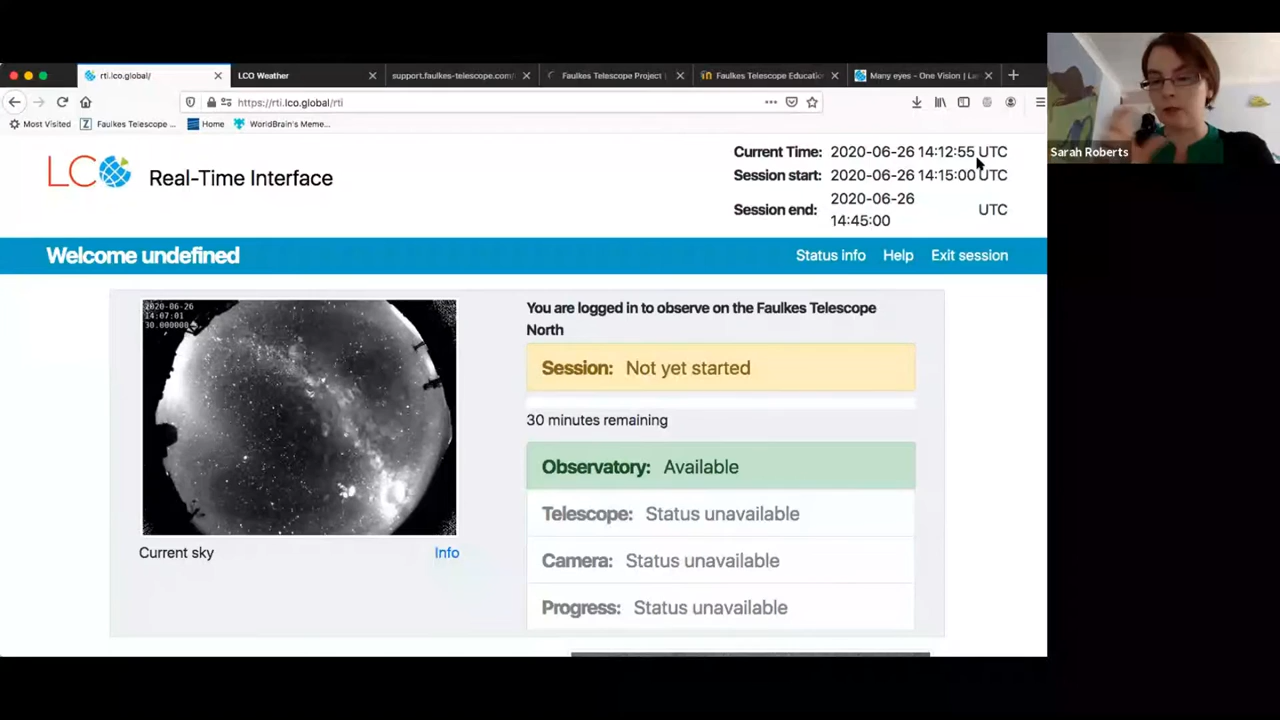 rti.lco.global/
LCO Weather
support.faulkes-telescope.com/
Faulkes Telescope Project
Faulkes Telescope Educatio
Many eyes - One Vision | La
https://rti.lco.global/rti
Most Visited
Faulkes Telescope ...
Home
WorldBrain's Meme...
LCO
Real-Time Interface
Current Time: 2020-06-26 14:12:55 UTC
Session start: 2020-06-26 14:15:00 UTC
Session end: 2020-06-26
14:45:00 UTC
Sarah Roberts
Welcome undefined
Status info Help Exit session
2020-06-26
14:07:01
30.000000
Current sky Info
You are logged in to observe on the Faulkes Telescope
North
Session: Not yet started
30 minutes remaining
Observatory: Available
Telescope: Status unavailable
Camera: Status unavailable
Progress: Status unavailable